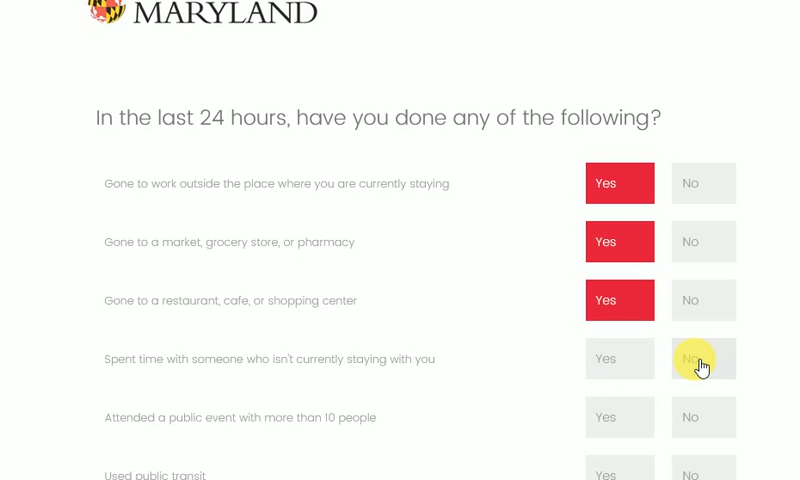 MARYLAND
In the last 24 hours, have you done any of the following?
Gone to work outside the place where you are currently staying Yes No
Gone to a market, grocery store, or pharmacy Yes No
Gone to a restaurant, cafe, or shopping center Yes No
Spent time with someone who isn't currently staying with you Yes No
Attended a public event with more than 10 people Yes No
Used public transit Yes No